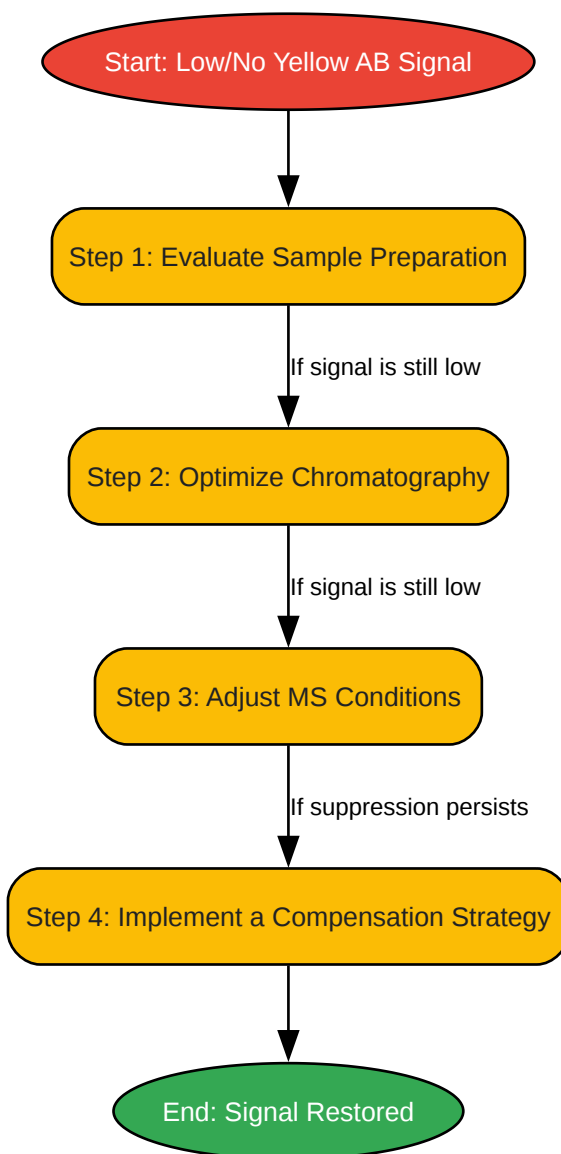 Start: Low/No Yellow AB Signal
Step 1: Evaluate Sample Preparation
If signal is still low
Step 2: Optimize Chromatography
If signal is still low
Step 3: Adjust MS Conditions
If suppression persists
Step 4: Implement a Compensation Strategy
End: Signal Restored